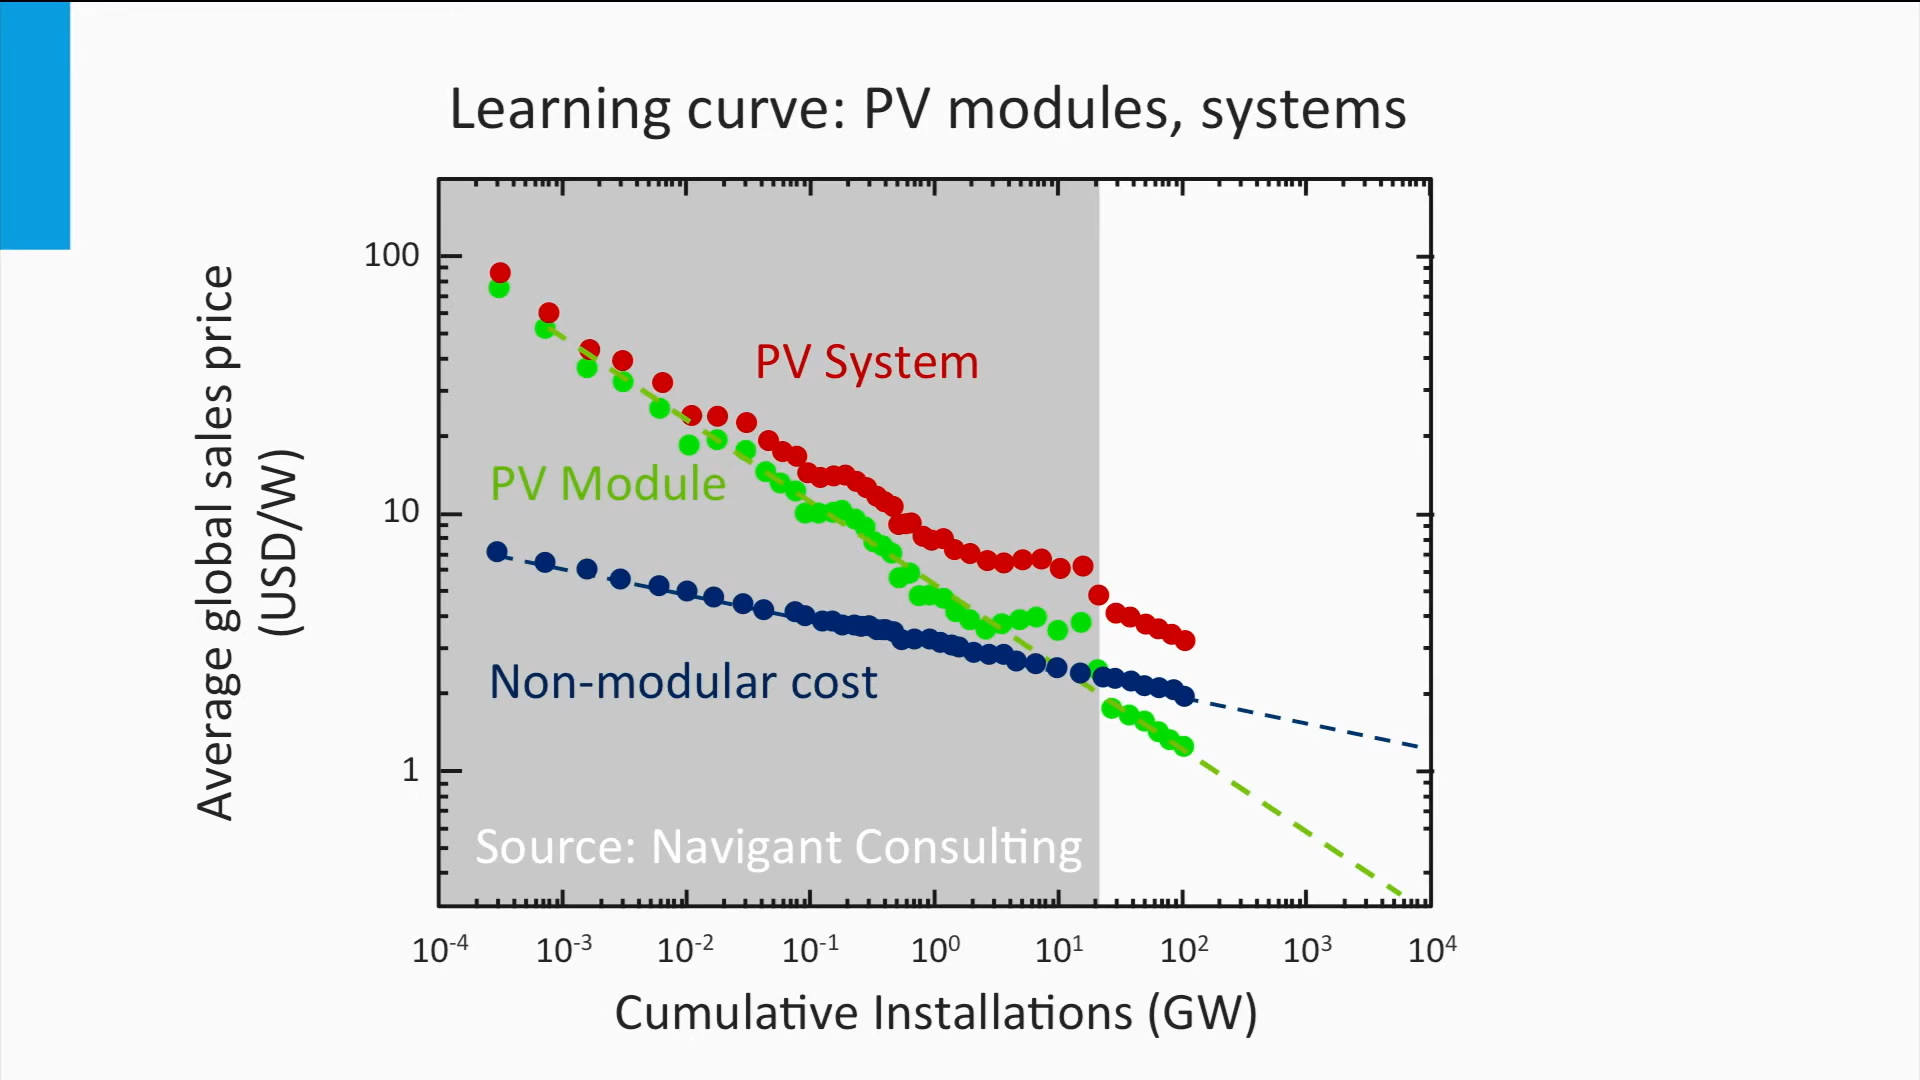 Learning curve: PV modules, systems
Average global sales price
(USD/W)
100
10
1
PV System
PV Module
Non-modular cost
Source: Navigant Consulting
10⁻⁴ 10⁻³ 10⁻² 10⁻¹ 10⁰ 10¹ 10² 10³ 10⁴
Cumulative Installations (GW)